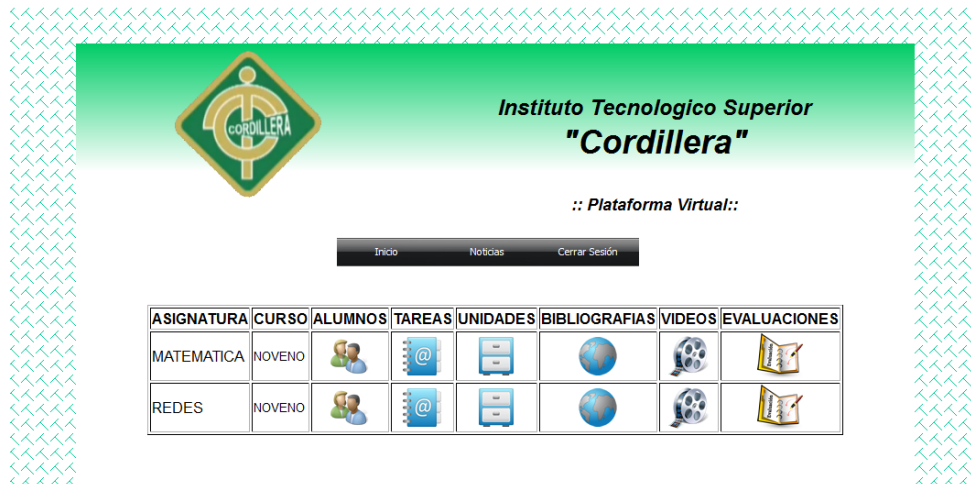 CORDILLERA
Instituto Tecnologico Superior
"Cordillera"
:: Plataforma Virtual::
Inicio Noticias Cerrar Sesión
ASIGNATURA CURSO ALUMNOS TAREAS UNIDADES BIBLIOGRAFIAS VIDEOS EVALUACIONES
MATEMATICA NOVENO
REDES NOVENO